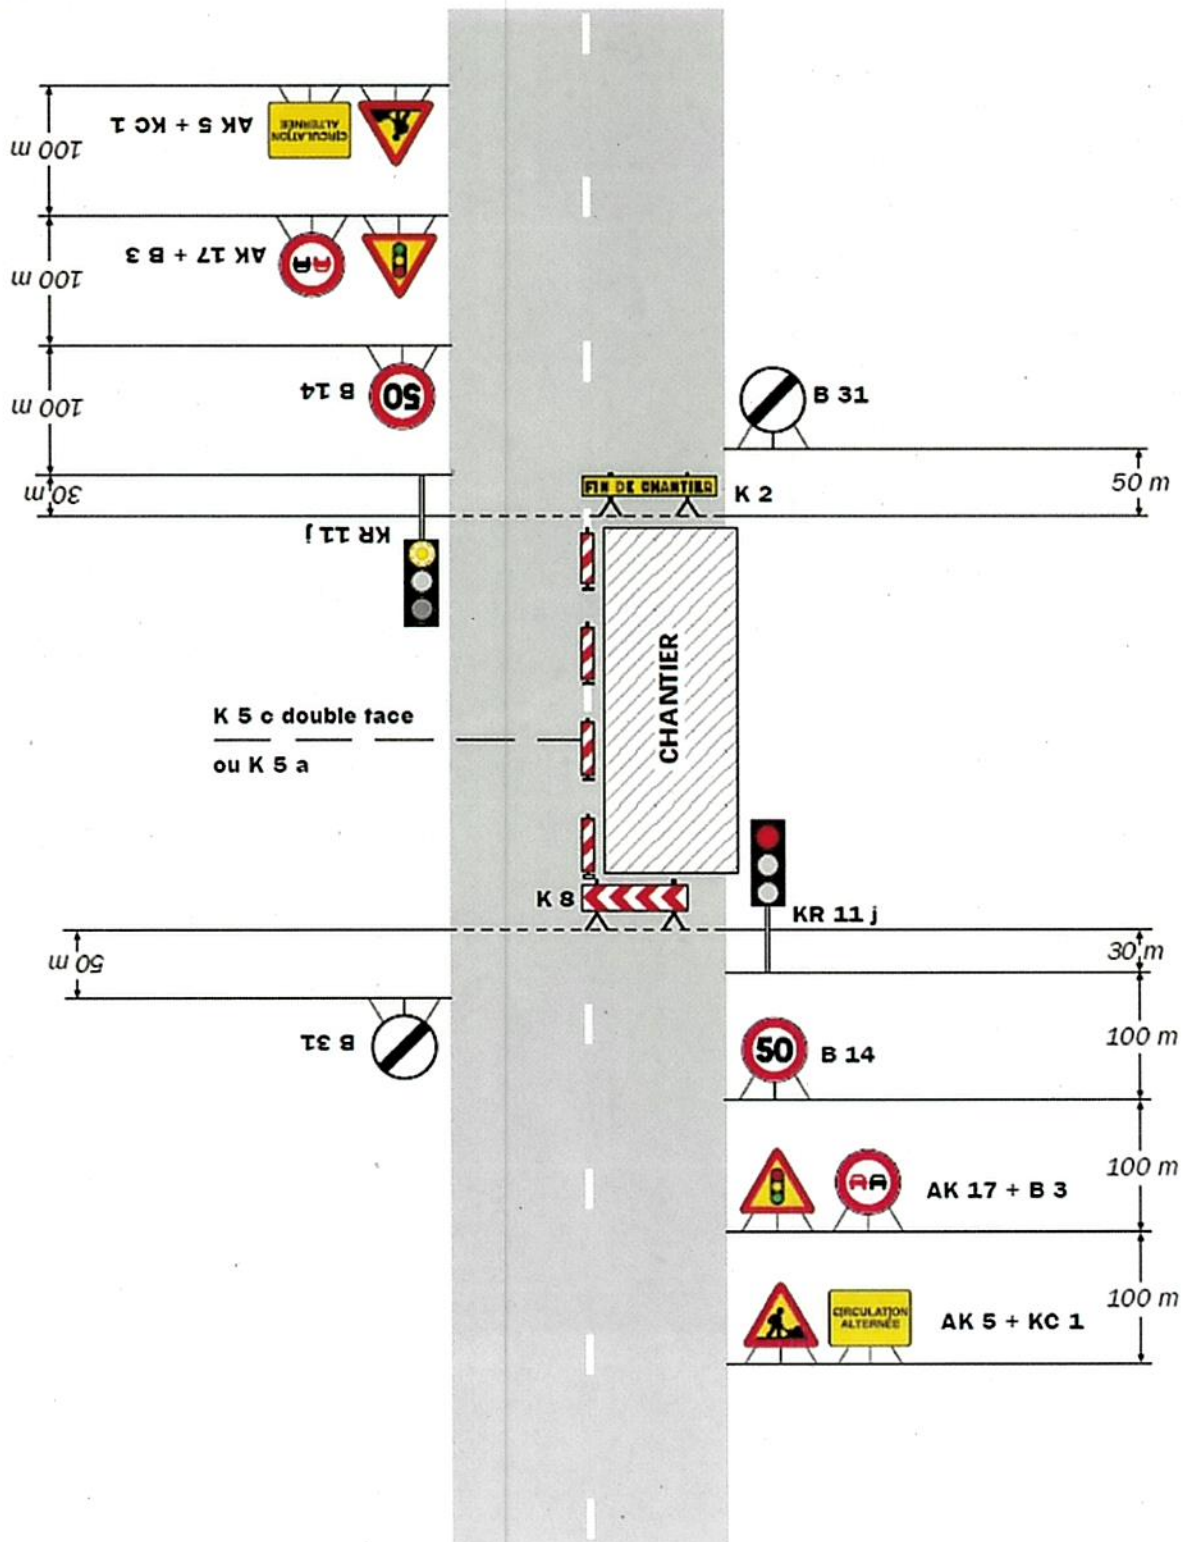 AK 5 + KC 1
CIRCULATION
ALTERNÉE
100 m
AK 17 + B 3
100 m
B 14
50
100 m
B 31
30 m
FIN DE CHANTIER
K 2
50 m
KR 11 j
CHANTIER
K 5 c double face
ou K 5 a
K 8
KR 11 j
50 m
30 m
B 31
50
B 14
100 m
AK 17 + B 3
100 m
CIRCULATION
ALTERNÉE
AK 5 + KC 1
100 m